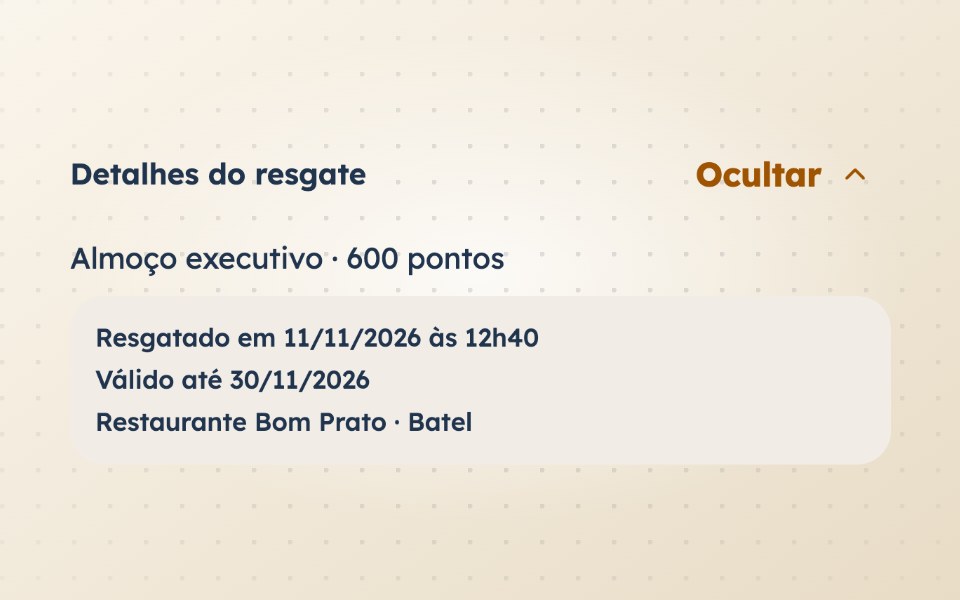 Detalhes do resgate
Ocultar
Almoço executivo · 600 pontos
Resgatado em 11/11/2026 às 12h40
Válido até 30/11/2026
Restaurante Bom Prato · Batel